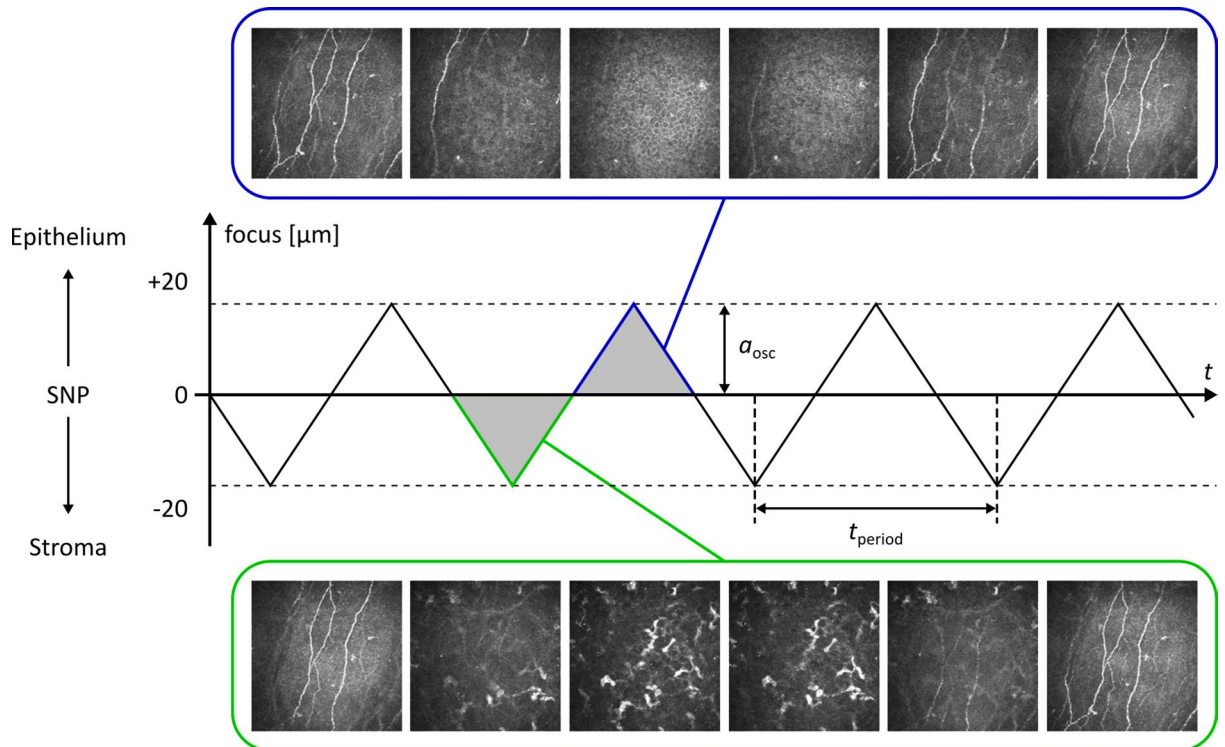 Epithelium
focus [µm]
+20
a_osc
SNP
0
t
-20
t_period
Stroma